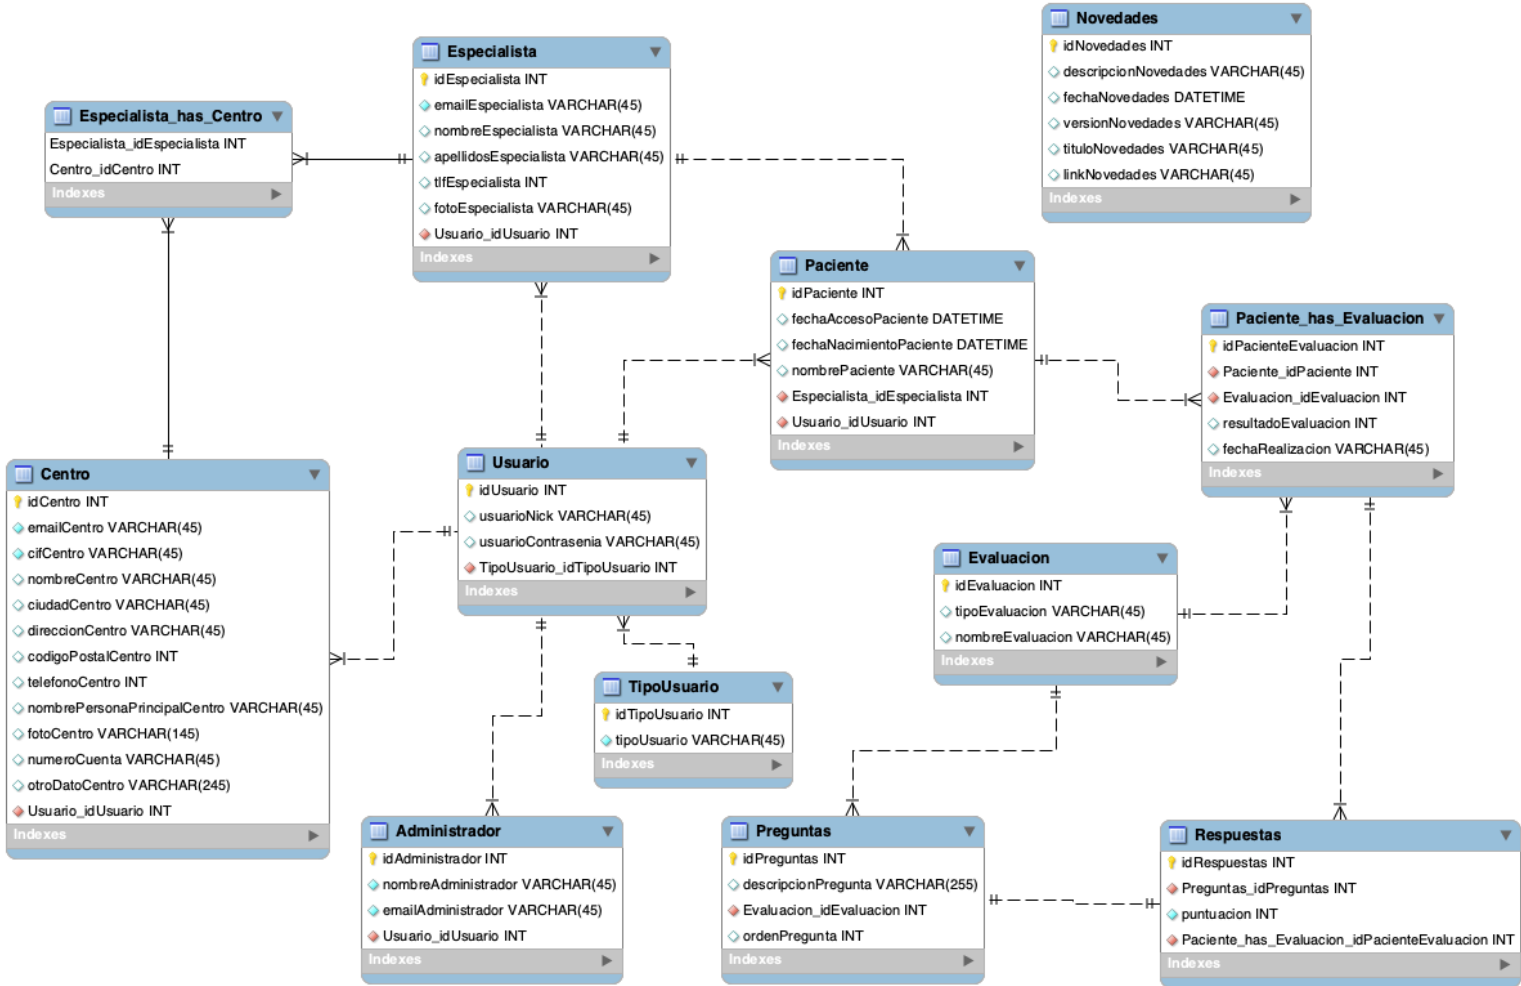 Novedades
idNovedades INT
descripcionNovedades VARCHAR(45)
fechaNovedades DATETIME
versionNovedades VARCHAR(45)
tituloNovedades VARCHAR(45)
linkNovedades VARCHAR(45)
Indexes
Especialista
idEspecialista INT
emailEspecialista VARCHAR(45)
nombreEspecialista VARCHAR(45)
apellidosEspecialista VARCHAR(45)
tlfEspecialista INT
fotoEspecialista VARCHAR(45)
Usuario_idUsuario INT
Indexes
Especialista_has_Centro
Especialista_idEspecialista INT
Centro_idCentro INT
Indexes
Paciente
idPaciente INT
fechaAccesoPaciente DATETIME
fechaNacimientoPaciente DATETIME
nombrePaciente VARCHAR(45)
Especialista_idEspecialista INT
Usuario_idUsuario INT
Indexes
Paciente_has_Evaluacion
idPacienteEvaluacion INT
Paciente_idPaciente INT
Evaluacion_idEvaluacion INT
resultadoEvaluacion INT
fechaRealizacion VARCHAR(45)
Indexes
Centro
idCentro INT
emailCentro VARCHAR(45)
cifCentro VARCHAR(45)
nombreCentro VARCHAR(45)
ciudadCentro VARCHAR(45)
direccionCentro VARCHAR(45)
codigoPostalCentro INT
telefonoCentro INT
nombrePersonaPrincipalCentro VARCHAR(45)
fotoCentro VARCHAR(145)
numeroCuenta VARCHAR(45)
otroDatoCentro VARCHAR(245)
Usuario_idUsuario INT
Indexes
Usuario
idUsuario INT
usuarioNick VARCHAR(45)
usuarioContrasenia VARCHAR(45)
TipoUsuario_idTipoUsuario INT
Indexes
Evaluacion
idEvaluacion INT
tipoEvaluacion VARCHAR(45)
nombreEvaluacion VARCHAR(45)
Indexes
TipoUsuario
idTipoUsuario INT
tipoUsuario VARCHAR(45)
Indexes
Administrador
idAdministrador INT
nombreAdministrador VARCHAR(45)
emailAdministrador VARCHAR(45)
Usuario_idUsuario INT
Indexes
Preguntas
idPreguntas INT
descripcionPregunta VARCHAR(255)
Evaluacion_idEvaluacion INT
ordenPregunta INT
Indexes
Respuestas
idRespuestas INT
Preguntas_idPreguntas INT
puntuacion INT
Paciente_has_Evaluacion_idPacienteEvaluacion INT
Indexes